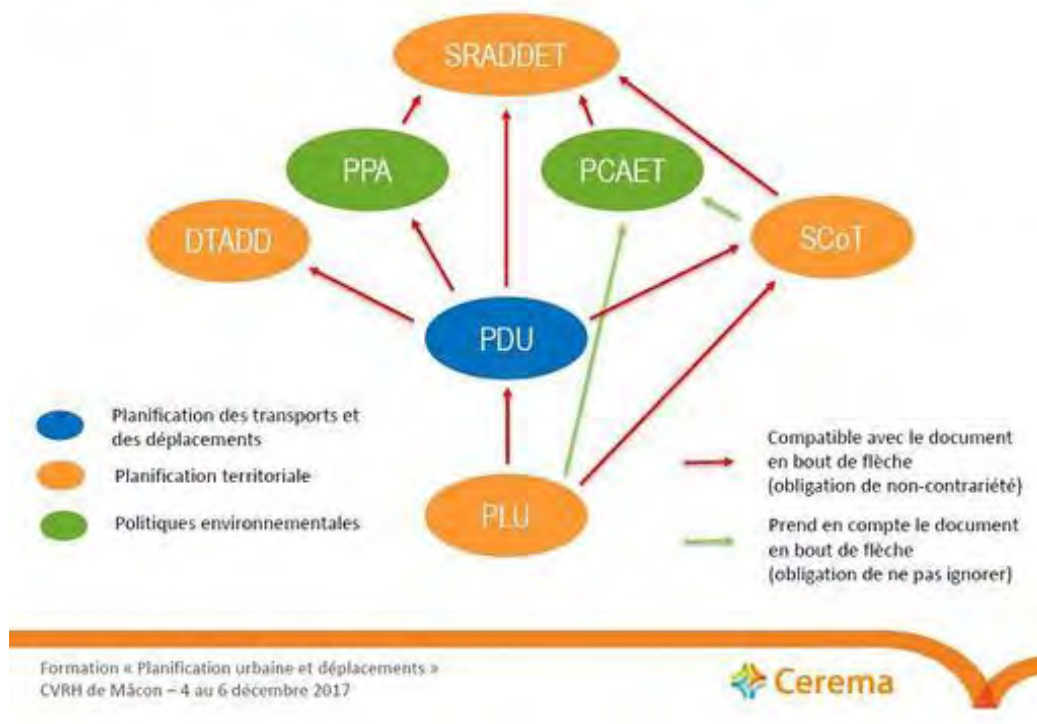 SRADDET
PPA
PCAET
DTADD
SCoT
PDU
PLU
Planification des transports et
des déplacements
Planification territoriale
Politiques environnementales
Compatible avec le document
en bout de flèche
(obligation de non-contrariété)
Prend en compte le document
en bout de flèche
(obligation de ne pas ignorer)
Formation « Planification urbaine et déplacements »
CVRH de Mâcon – 4 au 6 décembre 2017
Cerema